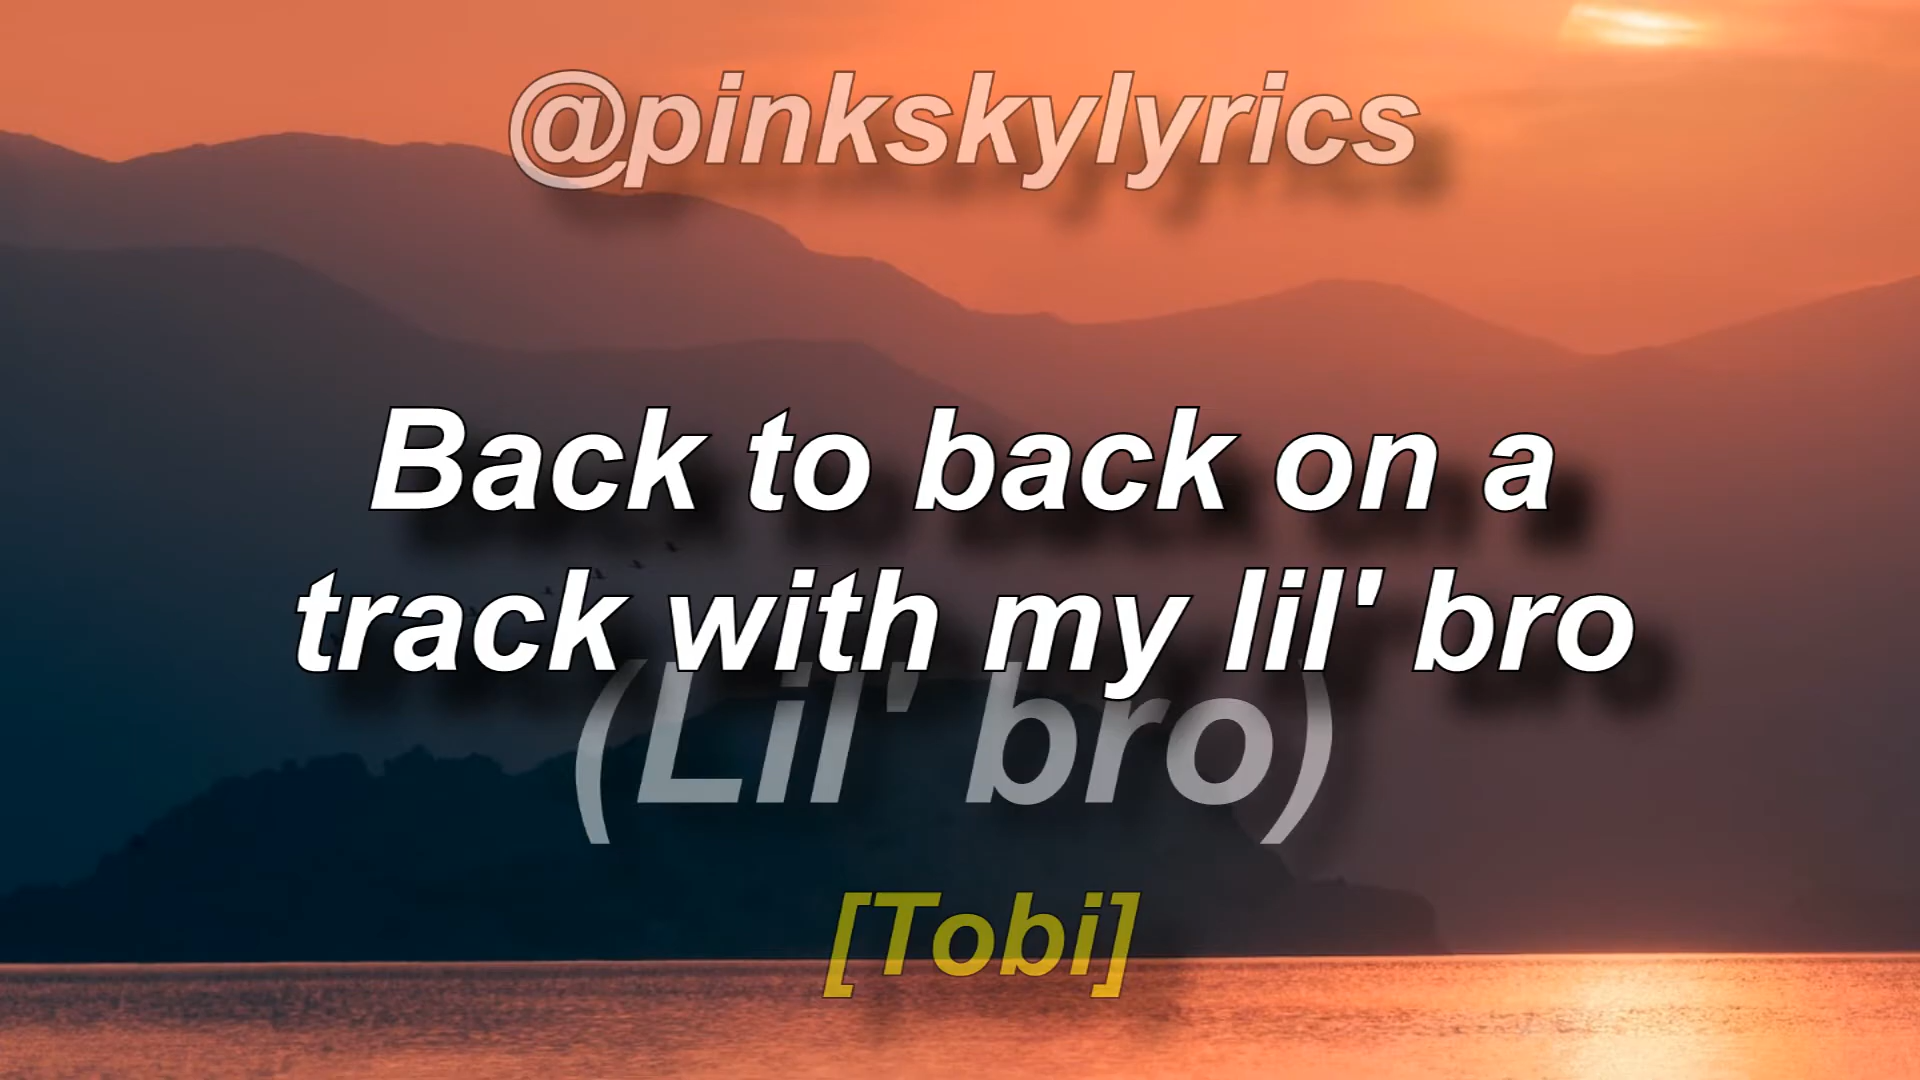 @pinkskylyrics
Back to back on a
track with my lil' bro
(Lil' bro)
[Tobi]